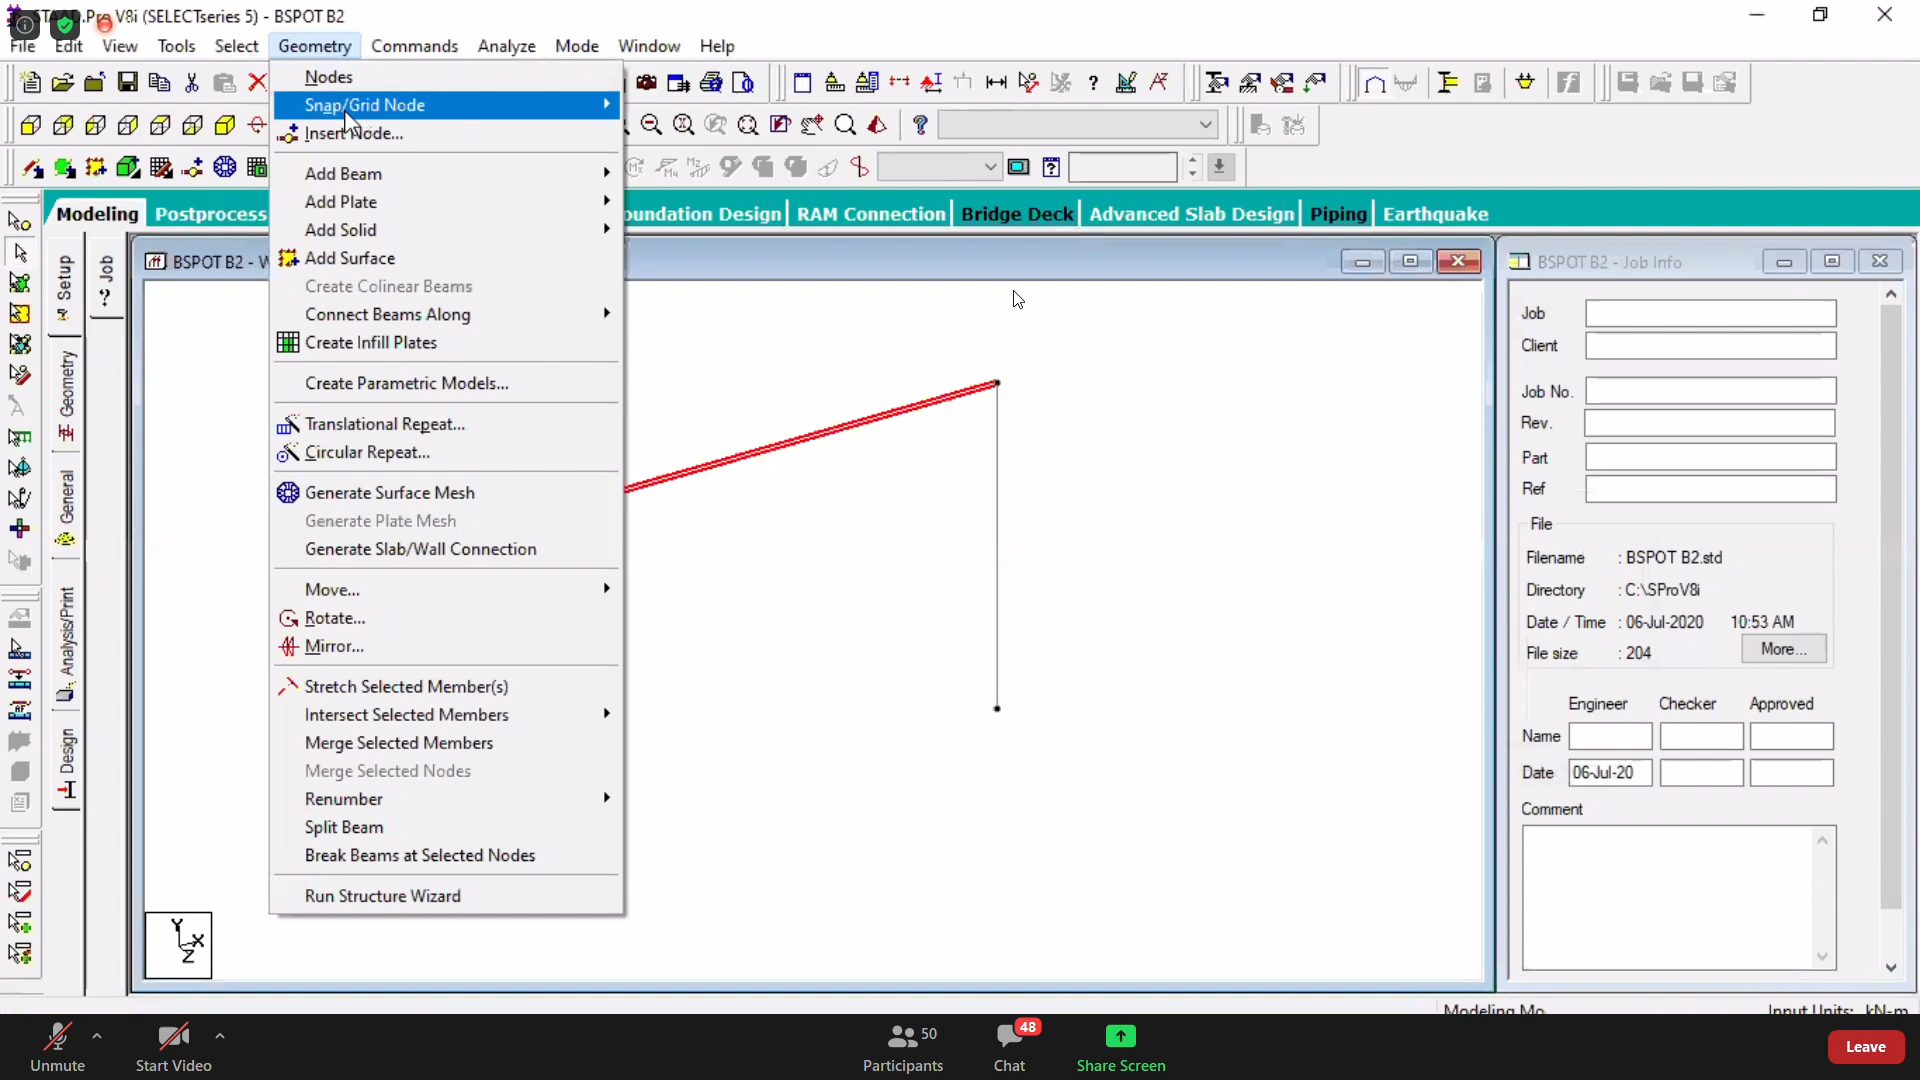 STAAD.Pro V8i (SELECTseries 5) - BSPOT B2
File Edit View Tools Select Geometry Commands Analyze Mode Window Help
Nodes
Snap/Grid Node
Insert Node...
Add Beam
Add Plate
Add Solid
Add Surface
Create Colinear Beams
Connect Beams Along
Create Infill Plates
Create Parametric Models...
Translational Repeat...
Circular Repeat...
Generate Surface Mesh
Generate Plate Mesh
Generate Slab/Wall Connection
Move...
Rotate...
Mirror...
Stretch Selected Member(s)
Intersect Selected Members
Merge Selected Members
Merge Selected Nodes
Renumber
Split Beam
Break Beams at Selected Nodes
Run Structure Wizard
Modeling Postprocess oundation Design RAM Connection Bridge Deck Advanced Slab Design Piping Earthquake
Setup
Geometry
General
Analysis/Print
Design
Job
BSPOT B2 - W
Y
X
Z
BSPOT B2 - Job Info
Job
Client
Job No.
Rev.
Part
Ref
File
Filename : BSPOT B2.std
Directory : C:\SProV8i
Date / Time : 06-Jul-2020 10:53 AM
File size : 204 More...
Engineer Checker Approved
Name
Date 06-Jul-20
Comment
Modeling Mo Input Units: kN-m
Unmute
Start Video
50
Participants
48
Chat
Share Screen
Leave